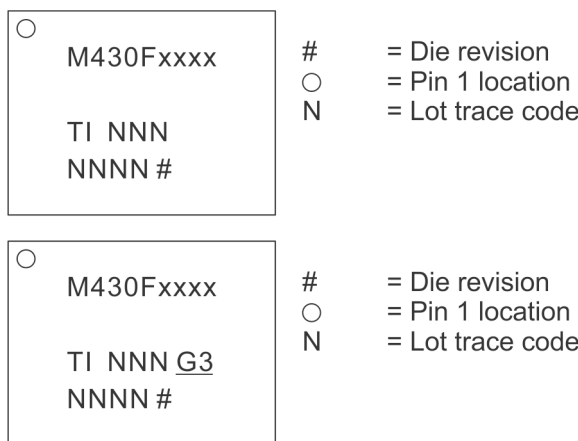 M430Fxxxx
TI NNN
NNNN #
# = Die revision
○ = Pin 1 location
N = Lot trace code
M430Fxxxx
TI NNN G3
NNNN #
# = Die revision
○ = Pin 1 location
N = Lot trace code